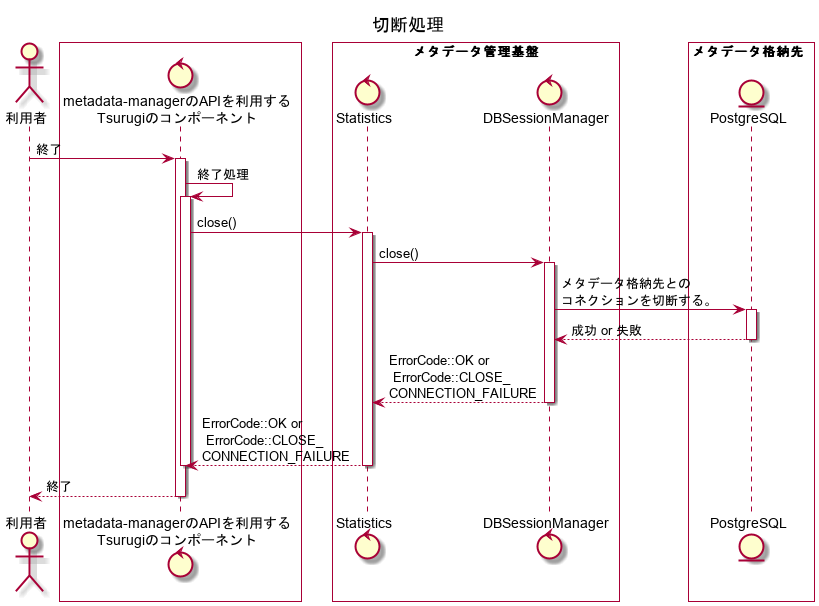 切断処理
メタデータ管理基盤
メタデータ格納先
利用者
metadata-managerのAPIを利用する
Tsurugiのコンポーネント
Statistics
DBSessionManager
PostgreSQL
終了
終了処理
close()
close()
メタデータ格納先との
コネクションを切断する。
成功 or 失敗
ErrorCode::OK or
ErrorCode::CLOSE_
CONNECTION_FAILURE
ErrorCode::OK or
ErrorCode::CLOSE_
CONNECTION_FAILURE
終了
利用者
metadata-managerのAPIを利用する
Tsurugiのコンポーネント
Statistics
DBSessionManager
PostgreSQL